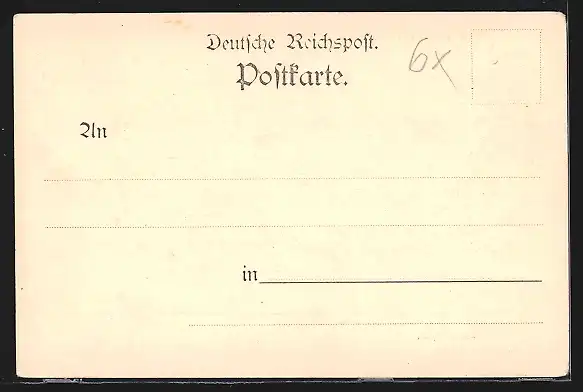 Deutsche Reichspost.
Postkarte.
6x
An
in